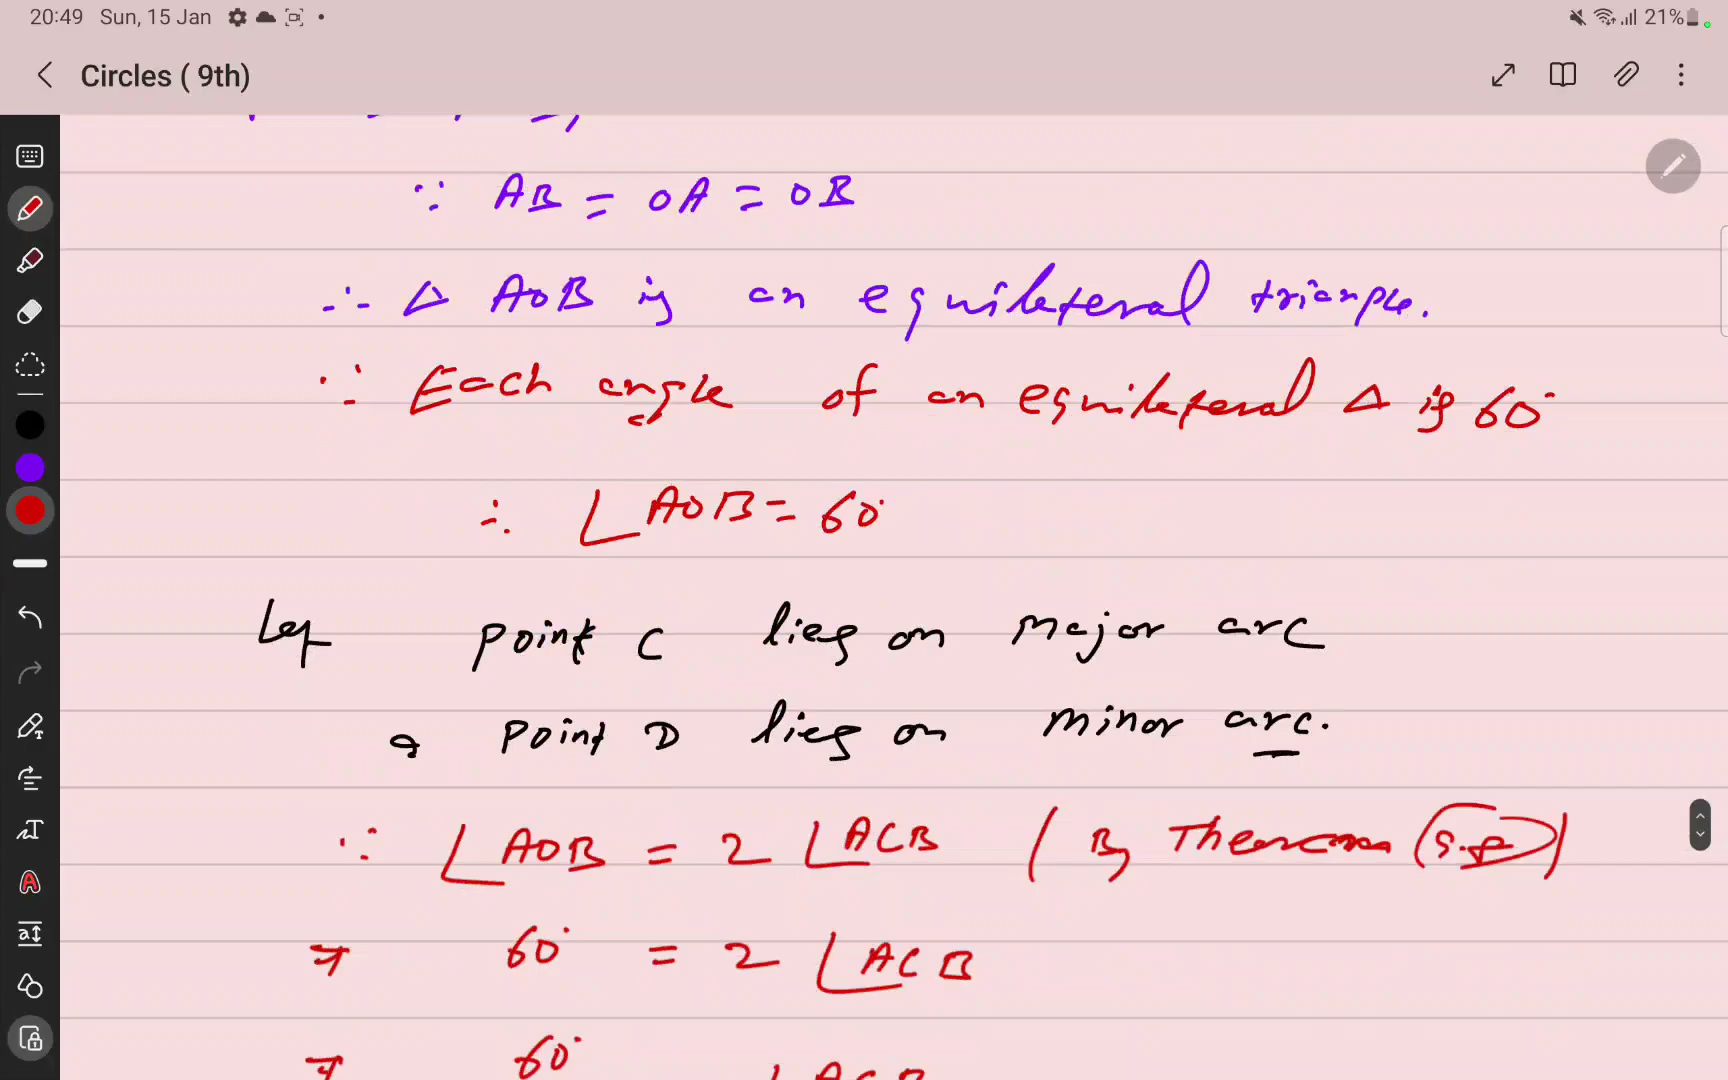 20:49 Sun, 15 Jan 21%
Circles ( 9th)
∵ AB = OA = OB
∴ Δ AOB is an equilateral triangle.
∵ Each angle of an equilateral Δ is 60°
∴ ∠AOB = 60°
Let point C lies on major arc
& point D lies on minor arc.
∵ ∠AOB = 2 ∠ACB ( By Theorem )
⇒ 60° = 2 ∠ACB
⇒ 60° ∠ACB